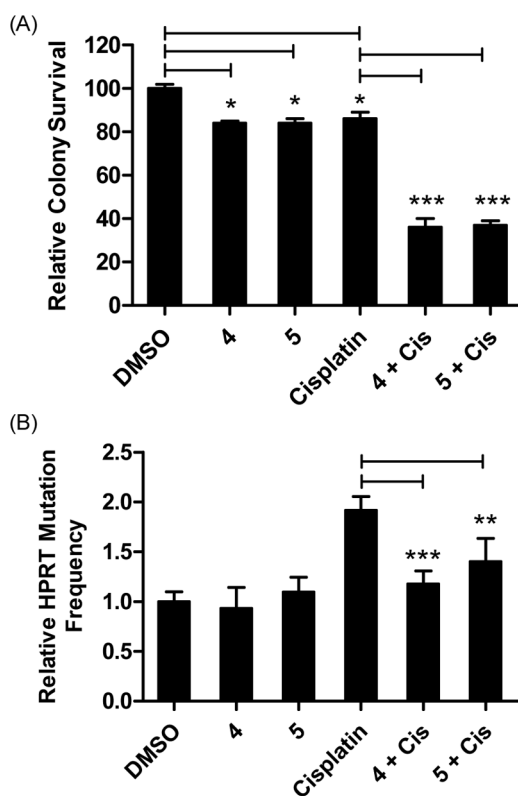 (A)
Relative Colony Survival
120
100
80
60
40
20
0
* * * *** ***
DMSO 4 5 Cisplatin 4 + Cis 5 + Cis
(B)
Relative HPRT Mutation
Frequency
2.5
2.0
1.5
1.0
0.5
0.0
*** **
DMSO 4 5 Cisplatin 4 + Cis 5 + Cis